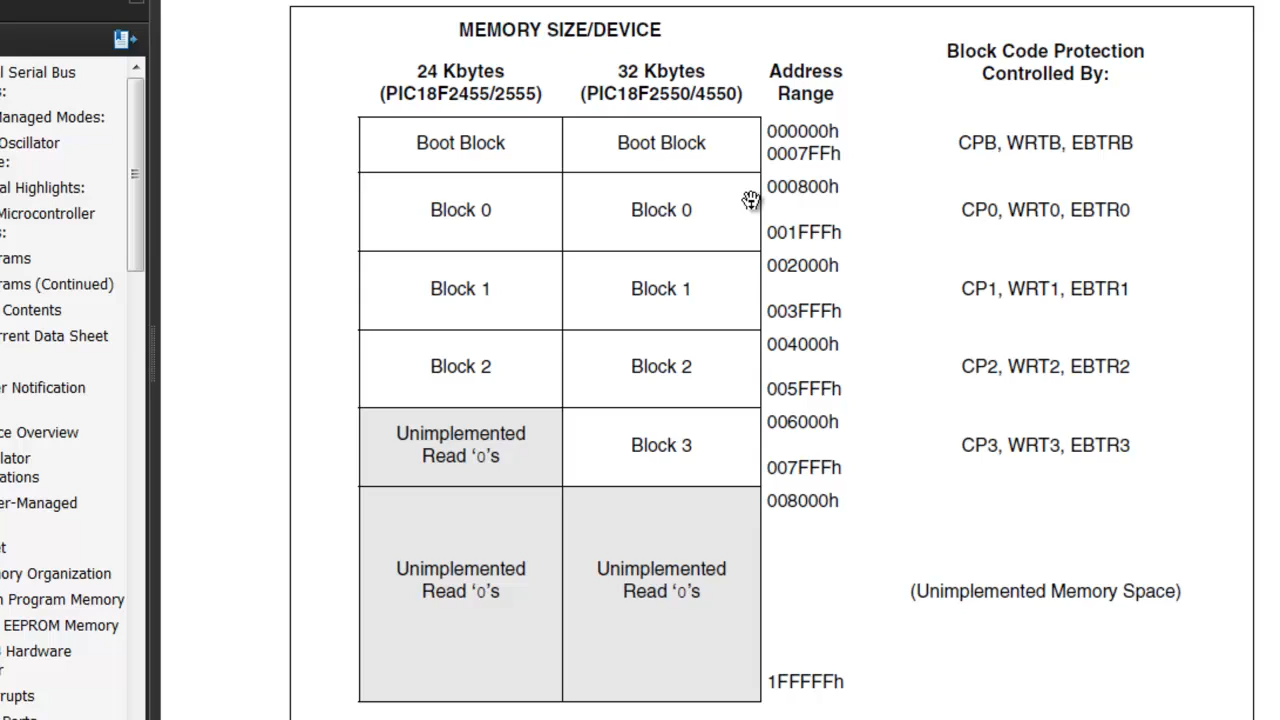 l Serial Bus
s:
Managed Modes:
Oscillator
e:
al Highlights:
Microcontroller
s:
rams
rams (Continued)
Contents
rrent Data Sheet
er Notification
ce Overview
lator
ations
er-Managed
et
ory Organization
n Program Memory
EEPROM Memory
Hardware
r
rupts
MEMORY SIZE/DEVICE
Block Code Protection
Controlled By:
24 Kbytes
(PIC18F2455/2555)
32 Kbytes
(PIC18F2550/4550)
Address
Range
Boot Block
Boot Block
000000h
0007FFh
CPB, WRTB, EBTRB
Block 0
Block 0
000800h
001FFFh
CP0, WRT0, EBTR0
Block 1
Block 1
002000h
003FFFh
CP1, WRT1, EBTR1
Block 2
Block 2
004000h
005FFFh
CP2, WRT2, EBTR2
Unimplemented
Read ‘0’s
Block 3
006000h
007FFFh
CP3, WRT3, EBTR3
Unimplemented
Read ‘0’s
Unimplemented
Read ‘0’s
008000h
1FFFFFh
(Unimplemented Memory Space)